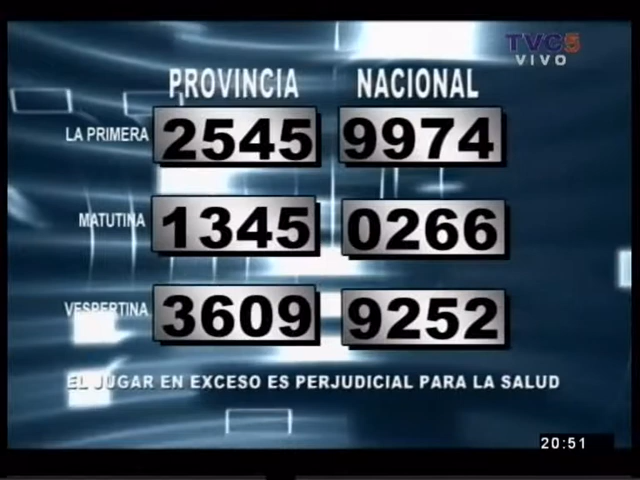 TVC5
VIVO
PROVINCIA NACIONAL
LA PRIMERA 2545 9974
MATUTINA 1345 0266
VESPERTINA 3609 9252
EL JUGAR EN EXCESO ES PERJUDICIAL PARA LA SALUD
20:51